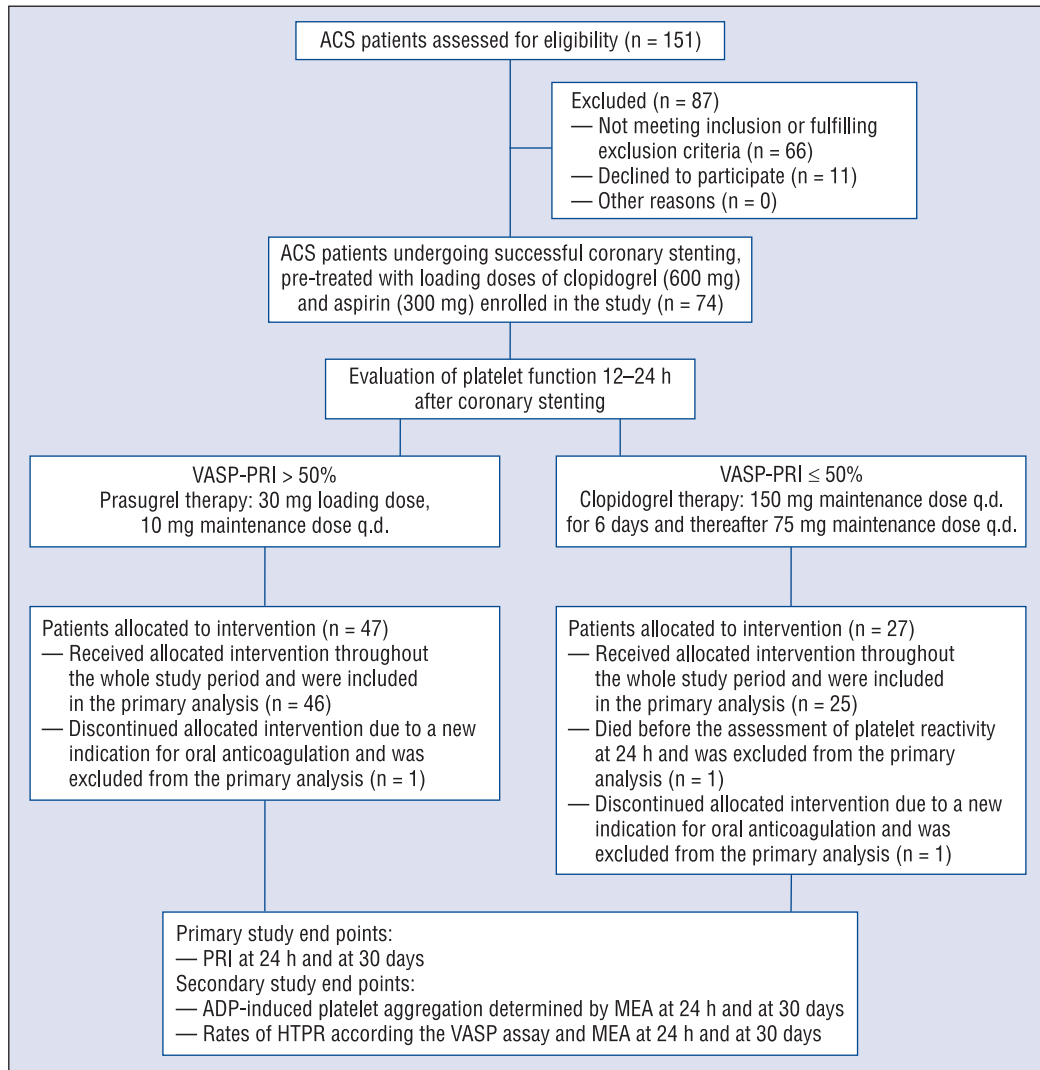 ACS patients assessed for eligibility (n = 151)
Excluded (n = 87)
— Not meeting inclusion or fulfilling
exclusion criteria (n = 66)
— Declined to participate (n = 11)
— Other reasons (n = 0)
ACS patients undergoing successful coronary stenting,
pre-treated with loading doses of clopidogrel (600 mg)
and aspirin (300 mg) enrolled in the study (n = 74)
Evaluation of platelet function 12–24 h
after coronary stenting
VASP-PRI > 50%
Prasugrel therapy: 30 mg loading dose,
10 mg maintenance dose q.d.
VASP-PRI ≤ 50%
Clopidogrel therapy: 150 mg maintenance dose q.d.
for 6 days and thereafter 75 mg maintenance dose q.d.
Patients allocated to intervention (n = 47)
— Received allocated intervention throughout
the whole study period and were included
in the primary analysis (n = 46)
— Discontinued allocated intervention due to a new
indication for oral anticoagulation and was
excluded from the primary analysis (n = 1)
Patients allocated to intervention (n = 27)
— Received allocated intervention throughout
the whole study period and were included
in the primary analysis (n = 25)
— Died before the assessment of platelet reactivity
at 24 h and was excluded from the primary
analysis (n = 1)
— Discontinued allocated intervention due to a new
indication for oral anticoagulation and was
excluded from the primary analysis (n = 1)
Primary study end points:
— PRI at 24 h and at 30 days
Secondary study end points:
— ADP-induced platelet aggregation determined by MEA at 24 h and at 30 days
— Rates of HTPR according the VASP assay and MEA at 24 h and at 30 days